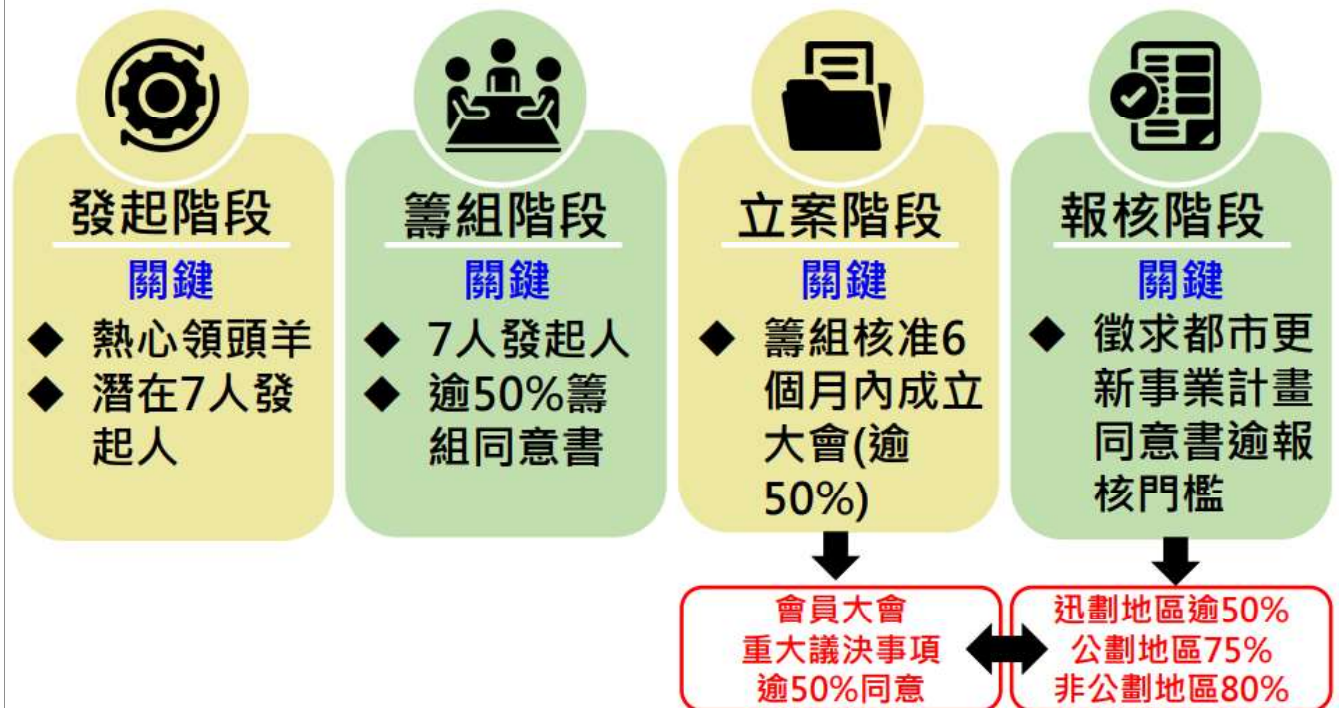 發起階段
關鍵
◆ 熱心領頭羊
◆ 潛在7人發
起人
籌組階段
關鍵
◆ 7人發起人
◆ 逾50%籌
組同意書
立案階段
關鍵
◆ 籌組核准6
個月內成立
大會(逾
50%)
報核階段
關鍵
◆ 徵求都市更
新事業計畫
同意書逾報
核門檻
會員大會
重大議決事項
逾50%同意
迅劃地區逾50%
公劃地區75%
非公劃地區80%